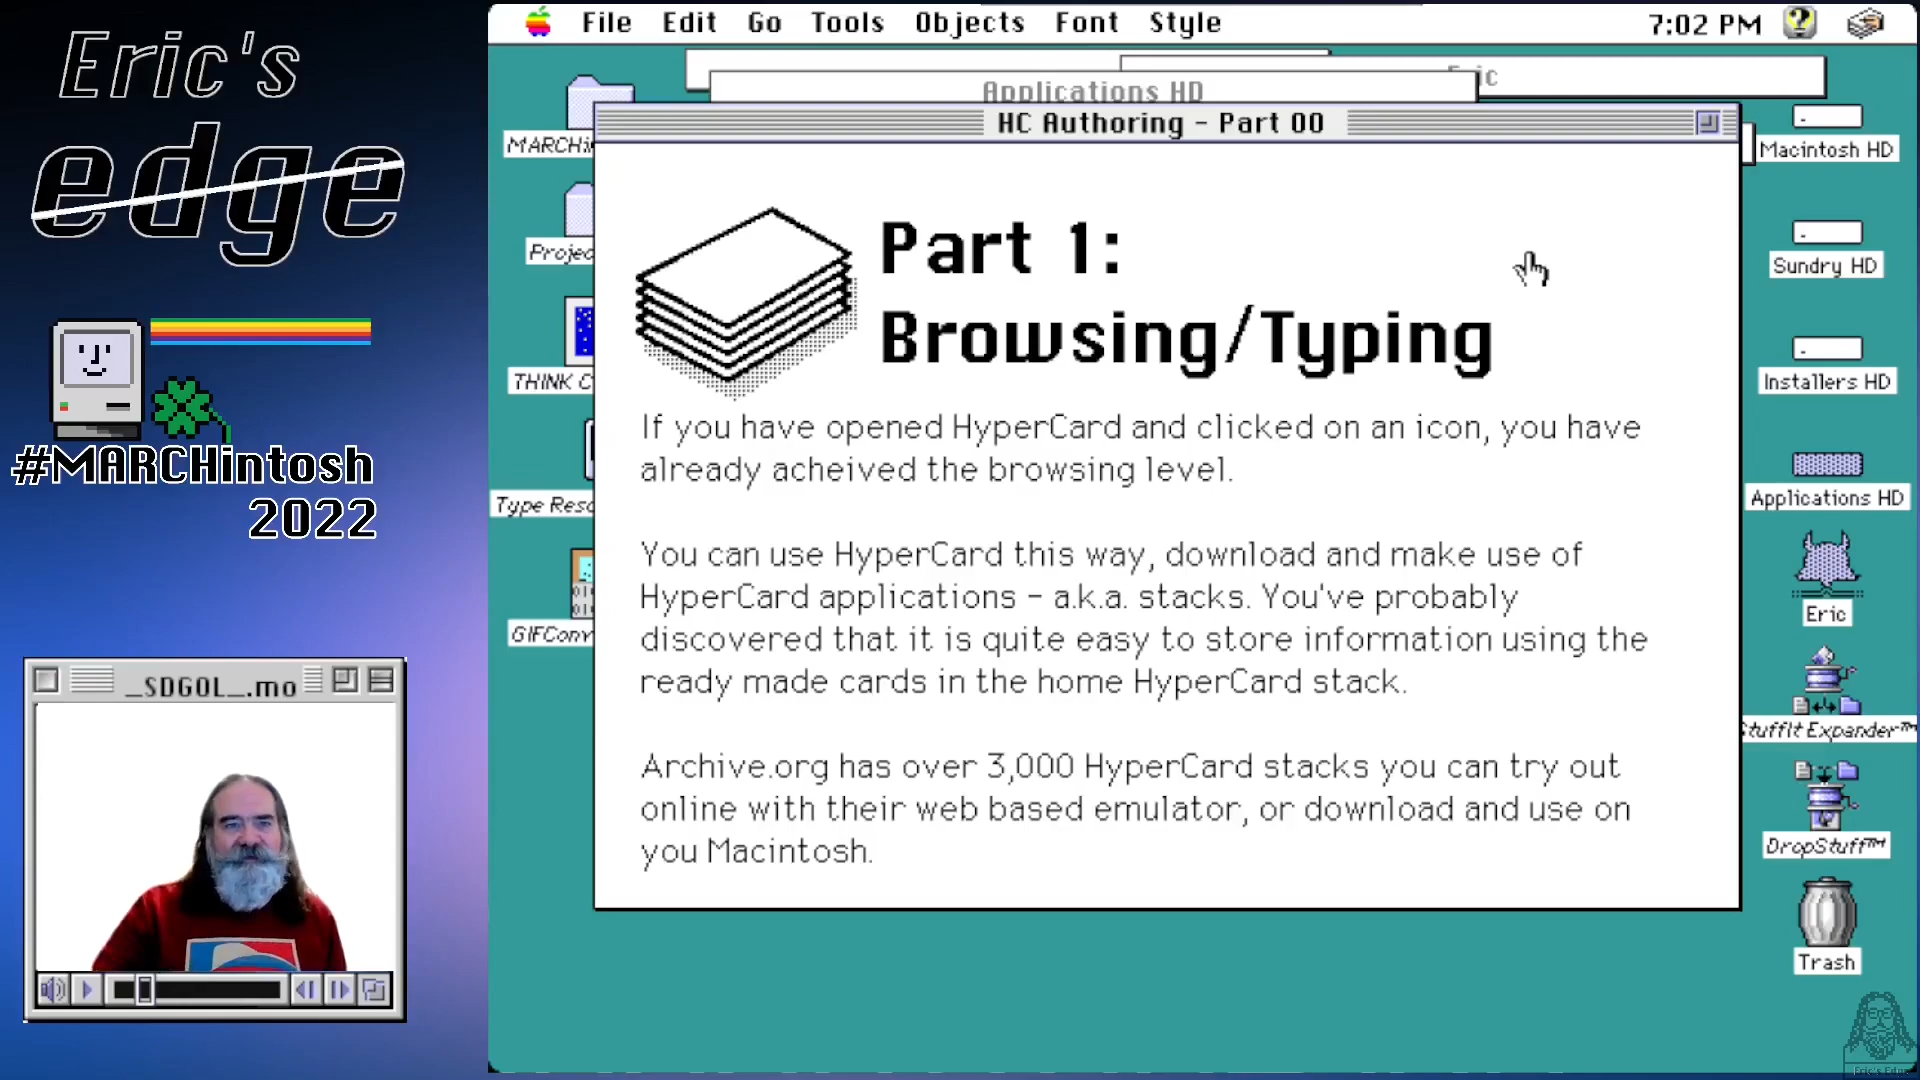 Eric's
edge
#MARCHintosh
2022
_SDGOL_.mo
File Edit Go Tools Objects Font Style
7:02 PM
Applications HD
HC Authoring - Part 00
Part 1:
Browsing/Typing
If you have opened HyperCard and clicked on an icon, you have
already acheived the browsing level.
You can use HyperCard this way, download and make use of
HyperCard applications - a.k.a. stacks. You've probably
discovered that it is quite easy to store information using the
ready made cards in the home HyperCard stack.
Archive.org has over 3,000 HyperCard stacks you can try out
online with their web based emulator, or download and use on
you Macintosh.
MARCHi
Projec
THINK C
Type Reso
GIFConv
Macintosh HD
Sundry HD
Installers HD
Applications HD
Eric
StuffIt Expander™
DropStuff™
Trash
Eric's Edge